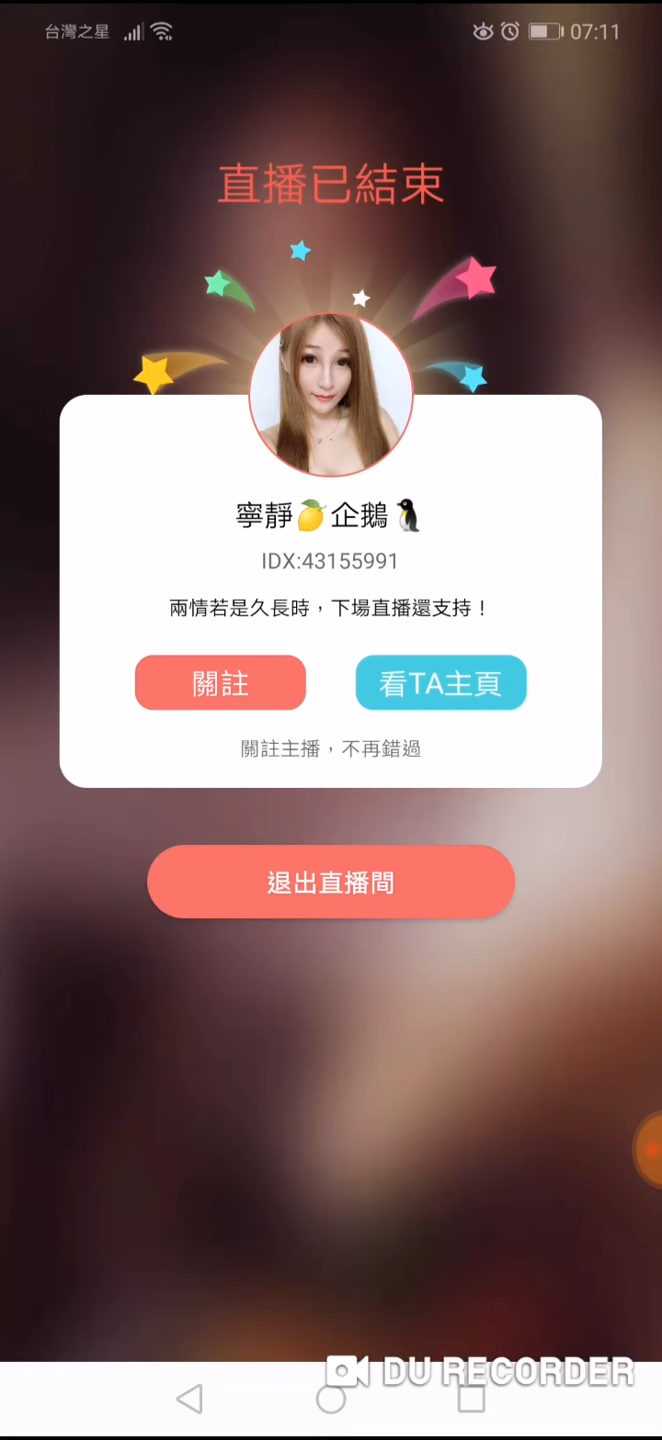 台灣之星
07:11
直播已結束
寧靜🍋企鵝🐧
IDX:43155991
兩情若是久長時，下場直播還支持！
關註
看TA主頁
關註主播，不再錯過
退出直播間
DU RECORDER